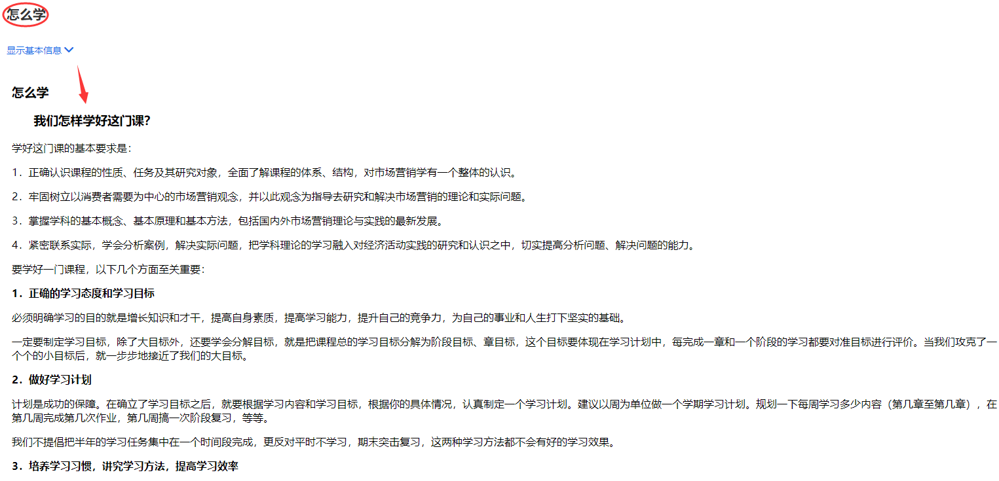 怎么学
显示基本信息
怎么学
我们怎样学好这门课？
学好这门课的基本要求是：
1．正确认识课程的性质、任务及其研究对象，全面了解课程的体系、结构，对市场营销学有一个整体的认识。
2．牢固树立以消费者需要为中心的市场营销观念，并以此观念为指导去研究和解决市场营销的理论和实际问题。
3．掌握学科的基本概念、基本原理和基本方法，包括国内外市场营销理论与实践的最新发展。
4．紧密联系实际，学会分析案例，解决实际问题，把学科理论的学习融入对经济活动实践的研究和认识之中，切实提高分析问题、解决问题的能力。
要学好一门课程，以下几个方面至关重要：
1．正确的学习态度和学习目标
必须明确学习的目的就是增长知识和才干，提高自身素质，提高学习能力，提升自己的竞争力，为自己的事业和人生打下坚实的基础。
一定要制定学习目标，除了大目标外，还要学会分解目标，就是把课程总的学习目标分解为阶段目标、章目标，这个目标要体现在学习计划中，每完成一章和一个阶段的学习都要对准目标进行评价。当我们攻克了一
个个的小目标后，就一步步地接近了我们的大目标。
2．做好学习计划
计划是成功的保障。在确立了学习目标之后，就要根据学习内容和学习目标，根据你的具体情况，认真制定一个学习计划。建议以周为单位做一个学期学习计划。规划一下每周学习多少内容（第几章至第几章），在
第几周完成第几次作业，第几周搞一次阶段复习，等等。
我们不提倡把半年的学习任务集中在一个时间段完成，更反对平时不学习，期末突击复习，这两种学习方法都不会有好的学习效果。
3．培养学习习惯，讲究学习方法，提高学习效率